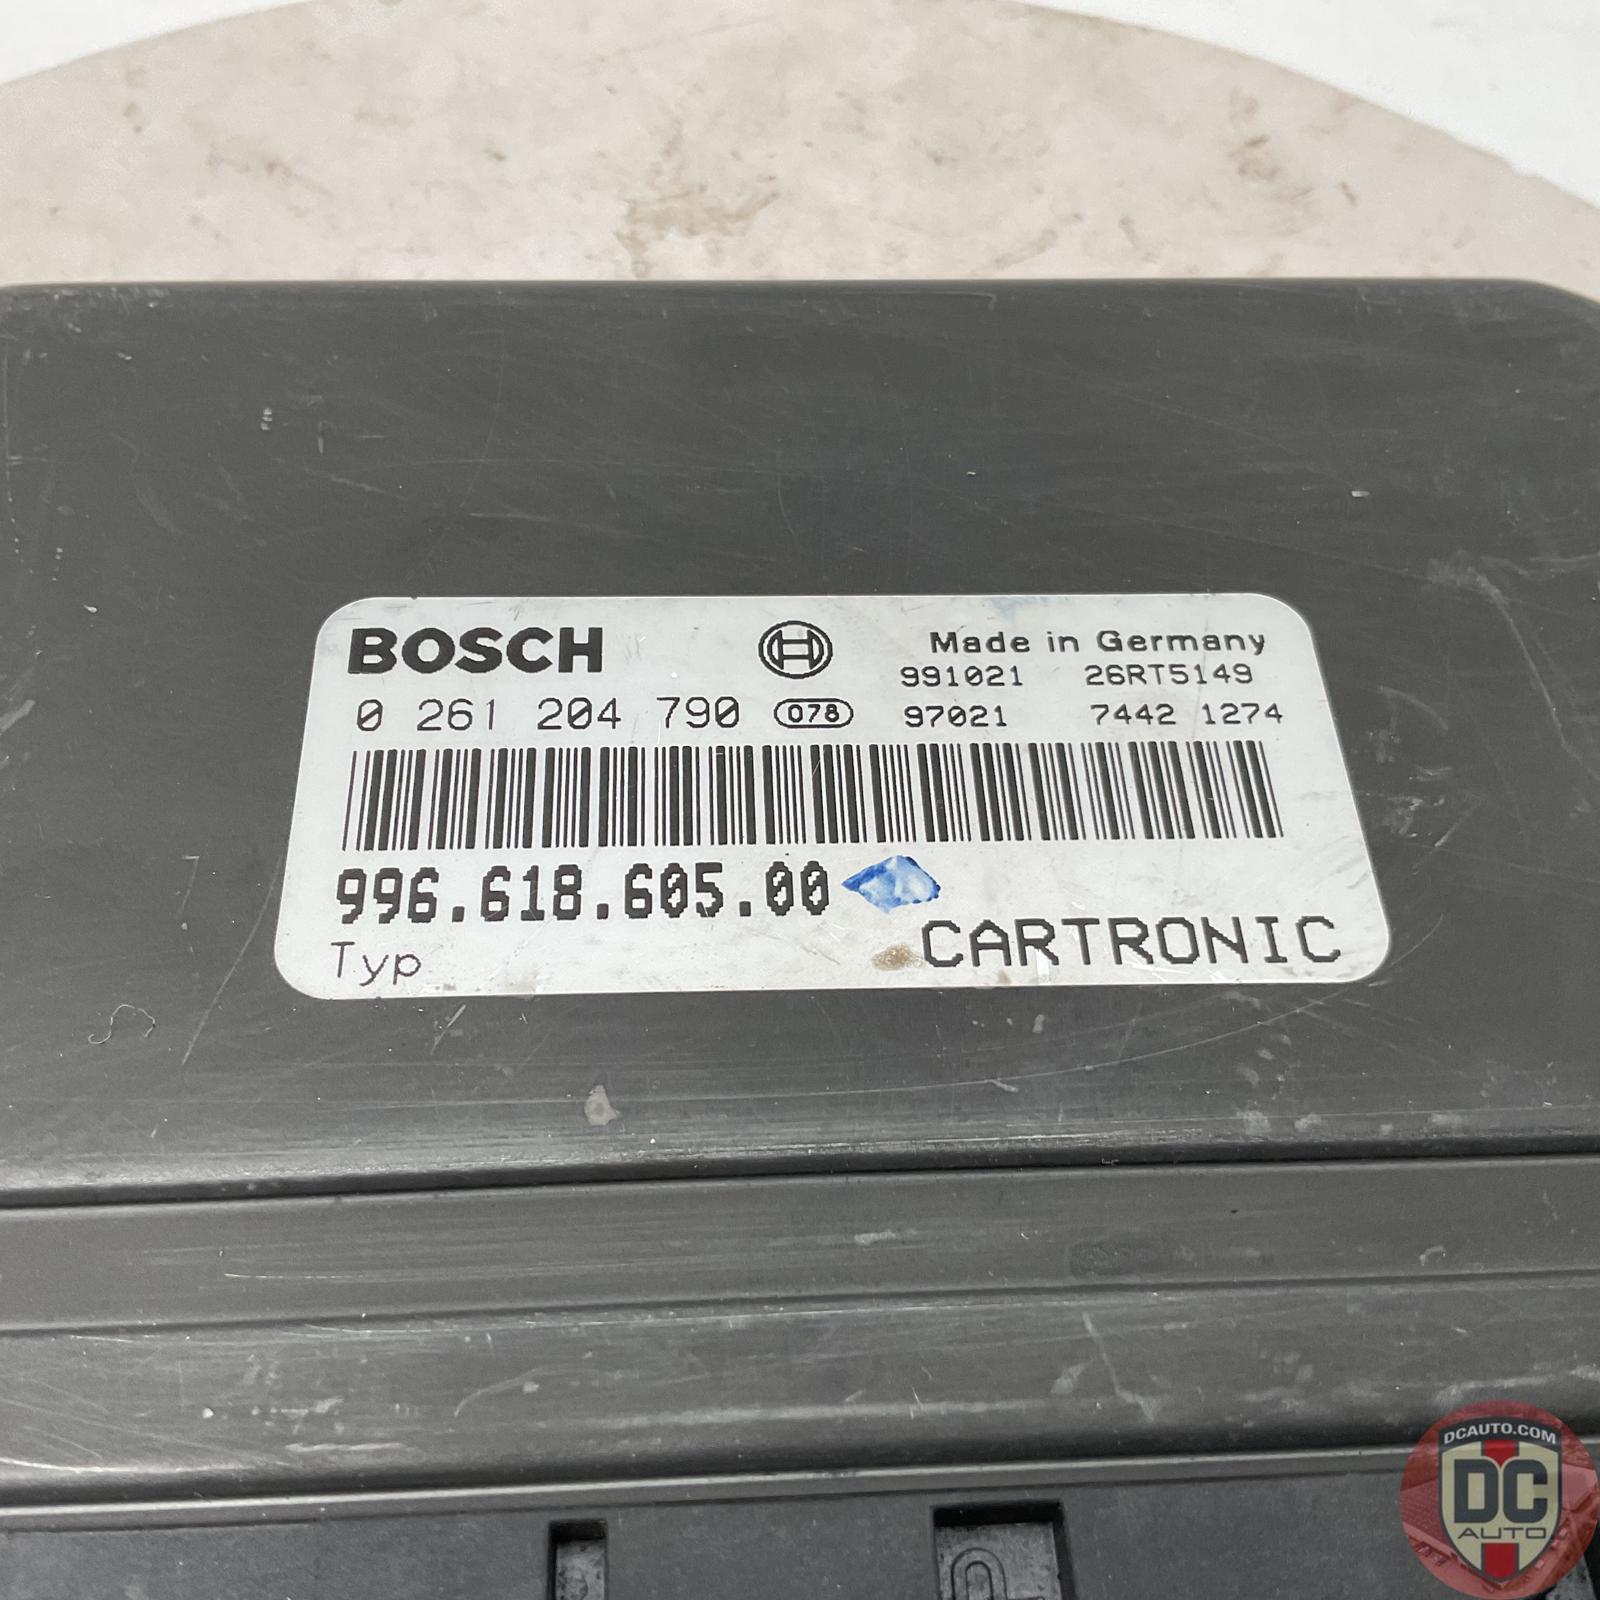 BOSCH
Made in Germany
991021 26RT5149
0 261 204 790 078 97021 7442 1274
996.618.605.00
Typ
CARTRONIC
DCAUTO.COM
DC
AUTO